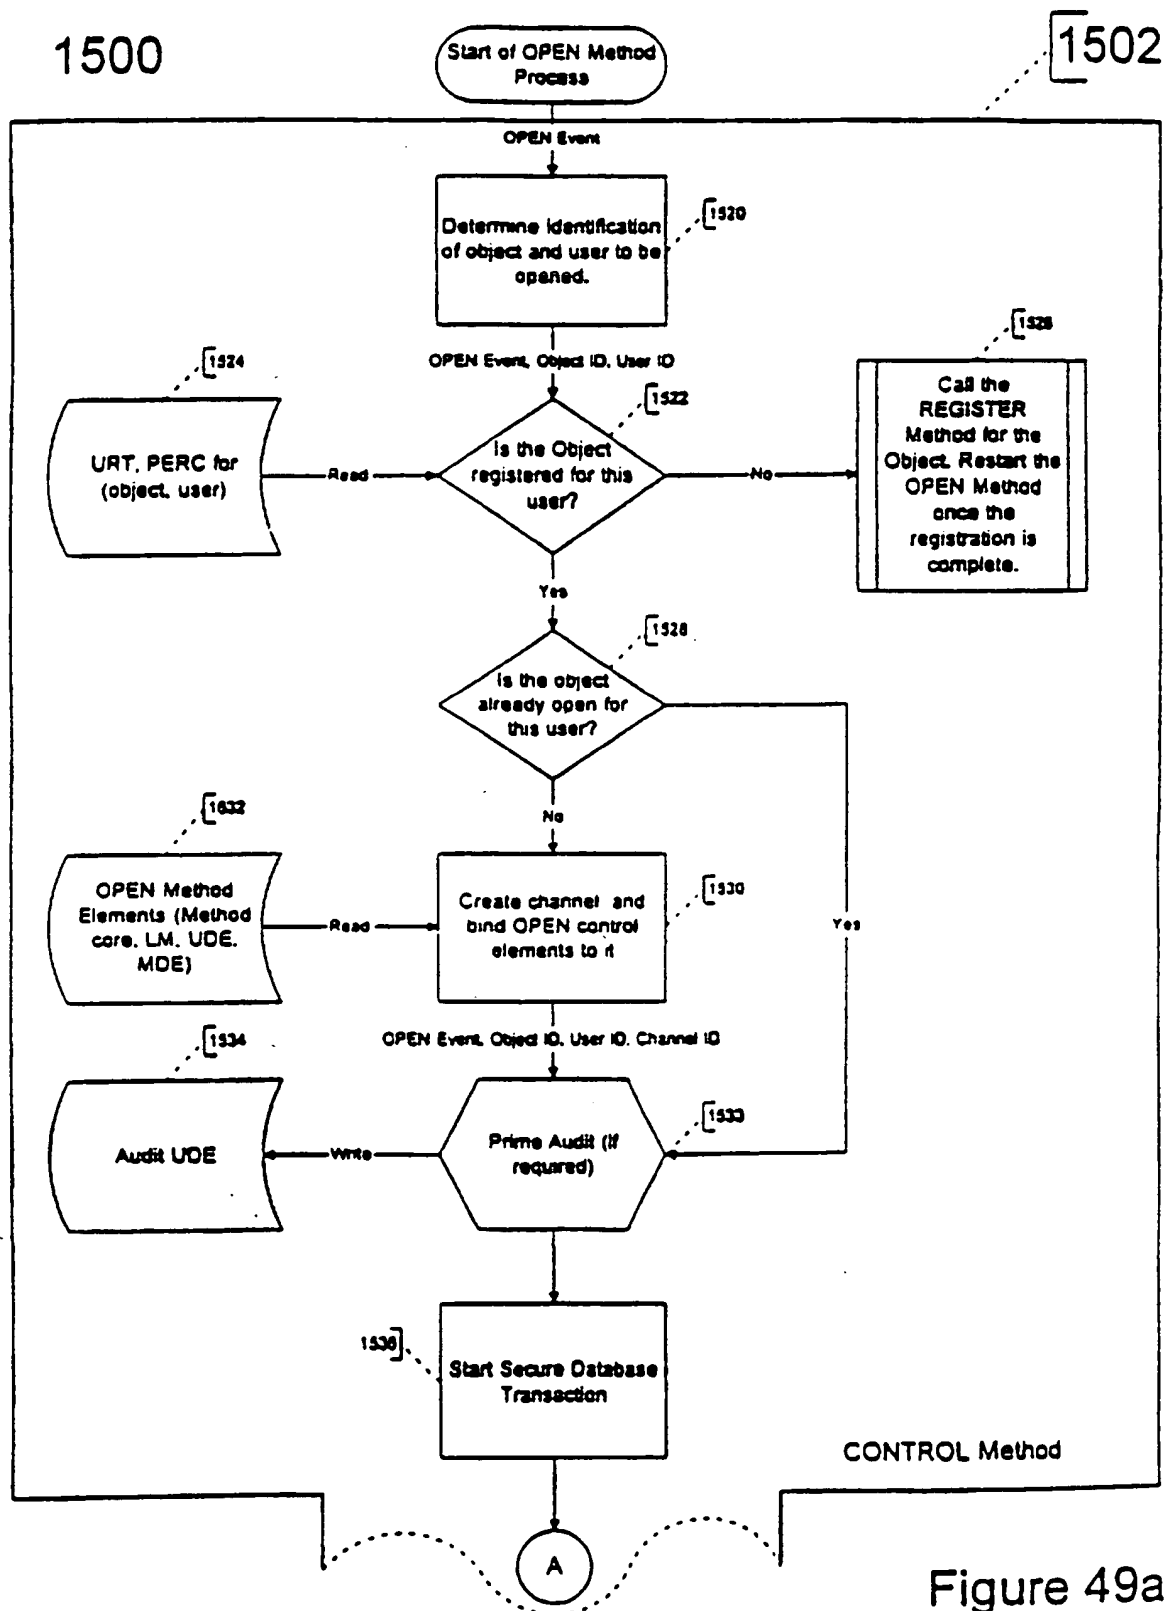 1500
1502
Start of OPEN Method
Process
OPEN Event
1520
Determine identification
of object and user to be
opened.
OPEN Event, Object ID, User ID
1524
1522
1526
URT, PERC for
(object, user)
Read
Is the Object
registered for this
user?
No
Call the
REGISTER
Method for the
Object. Restart the
OPEN Method
once the
registration is
complete.
Yes
1528
Is the object
already open for
this user?
No
Yes
1632
OPEN Method
Elements (Method
core, LM, UDE,
MDE)
Read
Create channel and
bind OPEN control
elements to it
1530
OPEN Event, Object ID, User ID, Channel ID
1534
Audit UDE
Write
Prime Audit (if
required)
1533
1536
Start Secure Database
Transaction
CONTROL Method
A
Figure 49a